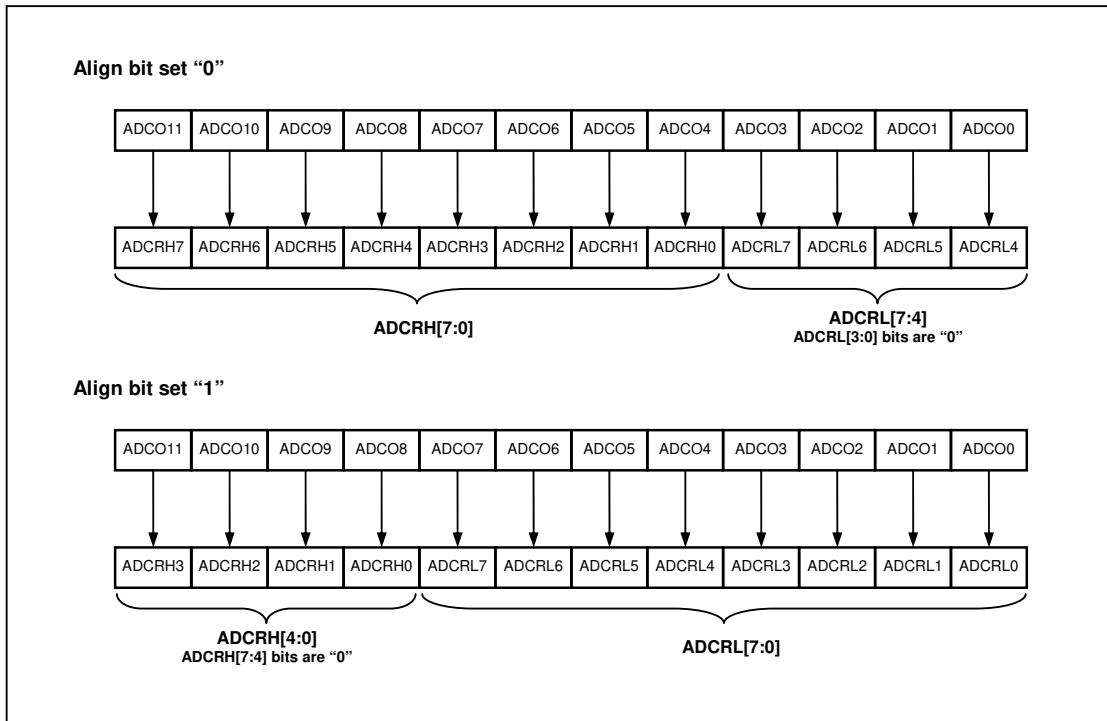 Align bit set “0”
ADCO11 ADCO10 ADCO9 ADCO8 ADCO7 ADCO6 ADCO5 ADCO4 ADCO3 ADCO2 ADCO1 ADCO0
ADCRH7 ADCRH6 ADCRH5 ADCRH4 ADCRH3 ADCRH2 ADCRH1 ADCRH0 ADCRL7 ADCRL6 ADCRL5 ADCRL4
ADCRH[7:0]
ADCRL[7:4]
ADCRL[3:0] bits are “0”
Align bit set “1”
ADCO11 ADCO10 ADCO9 ADCO8 ADCO7 ADCO6 ADCO5 ADCO4 ADCO3 ADCO2 ADCO1 ADCO0
ADCRH3 ADCRH2 ADCRH1 ADCRH0 ADCRL7 ADCRL6 ADCRL5 ADCRL4 ADCRL3 ADCRL2 ADCRL1 ADCRL0
ADCRH[4:0]
ADCRH[7:4] bits are “0”
ADCRL[7:0]